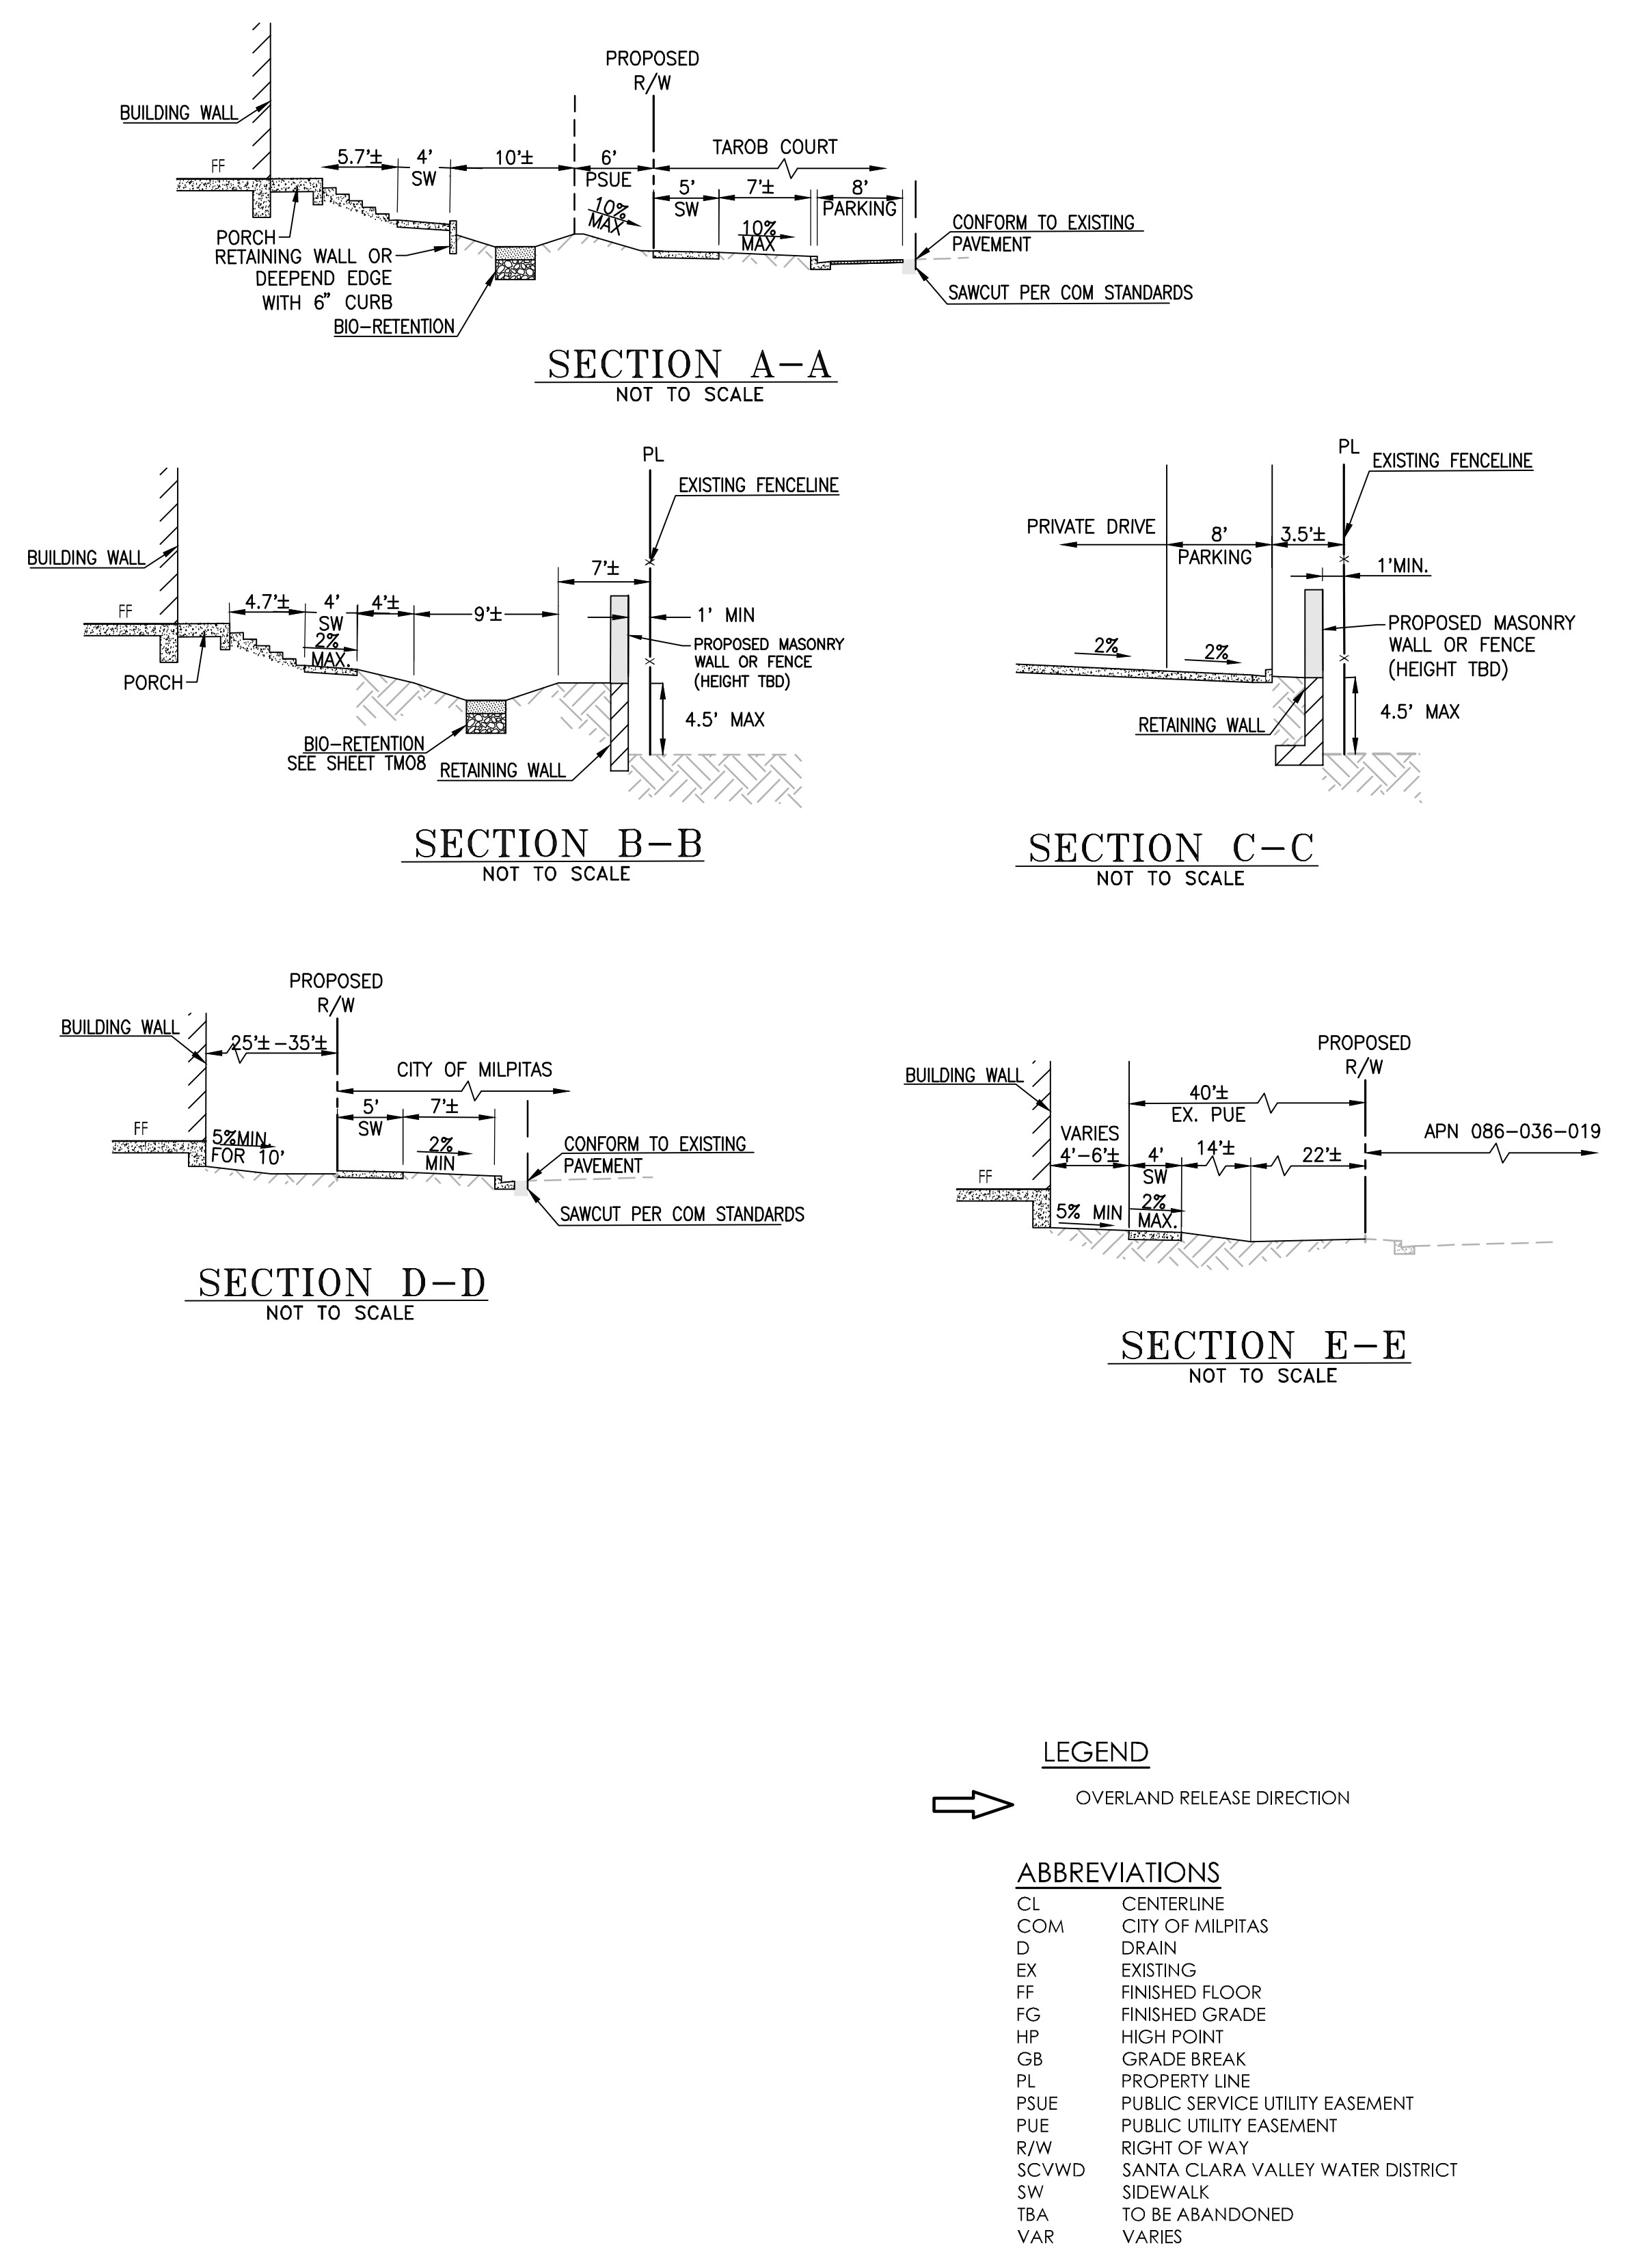 PROPOSED
R/W
BUILDING WALL
TAROB COURT
FF
5.7'±
4'
SW
10'±
6'
PSUE
10%
MAX
5'
SW
7'±
10%
MAX
8'
PARKING
CONFORM TO EXISTING
PAVEMENT
PORCH
RETAINING WALL OR
DEEPEND EDGE
WITH 6" CURB
BIO-RETENTION
SAWCUT PER COM STANDARDS
SECTION A-A
NOT TO SCALE
PL
EXISTING FENCELINE
BUILDING WALL
7'±
FF
4.7'±
4'
SW
2%
MAX.
4'±
9'±
1' MIN
PROPOSED MASONRY
WALL OR FENCE
(HEIGHT TBD)
PORCH
4.5' MAX
BIO-RETENTION
SEE SHEET TM08
RETAINING WALL
SECTION B-B
NOT TO SCALE
PL
EXISTING FENCELINE
PRIVATE DRIVE
8'
PARKING
3.5'±
1'MIN.
2%
2%
PROPOSED MASONRY
WALL OR FENCE
(HEIGHT TBD)
RETAINING WALL
4.5' MAX
SECTION C-C
NOT TO SCALE
PROPOSED
R/W
BUILDING WALL
25'±-35'±
CITY OF MILPITAS
5'
SW
7'±
FF
5%MIN.
FOR 10'
2%
MIN
CONFORM TO EXISTING
PAVEMENT
SAWCUT PER COM STANDARDS
SECTION D-D
NOT TO SCALE
PROPOSED
R/W
BUILDING WALL
40'±
EX. PUE
VARIES
4'-6'±
4'
SW
14'±
22'±
APN 086-036-019
FF
5% MIN
2%
MAX.
SECTION E-E
NOT TO SCALE
LEGEND
OVERLAND RELEASE DIRECTION
ABBREVIATIONS
CL CENTERLINE
COM CITY OF MILPITAS
D DRAIN
EX EXISTING
FF FINISHED FLOOR
FG FINISHED GRADE
HP HIGH POINT
GB GRADE BREAK
PL PROPERTY LINE
PSUE PUBLIC SERVICE UTILITY EASEMENT
PUE PUBLIC UTILITY EASEMENT
R/W RIGHT OF WAY
SCVWD SANTA CLARA VALLEY WATER DISTRICT
SW SIDEWALK
TBA TO BE ABANDONED
VAR VARIES